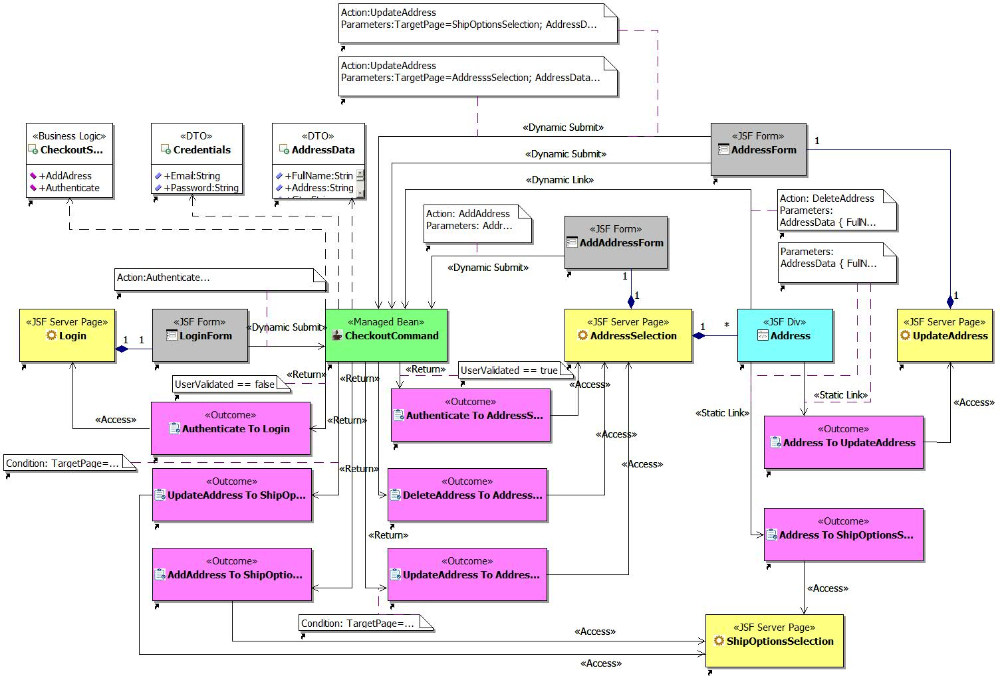 Action:UpdateAddress
Parameters:TargetPage=ShipOptionsSelection; AddressD...
Action:UpdateAddress
Parameters:TargetPage=AddresssSelection; AddressData...
«Business Logic»
CheckoutS...
+AddAdress
+Authenticate
«DTO»
Credentials
+Email:String
+Password:String
«DTO»
AddressData
+FullName:Strin
+Address:String
«Dynamic Submit»
«Dynamic Submit»
«Dynamic Link»
«JSF Form»
AddressForm
1
Action: DeleteAddress
Parameters:
AddressData { FullN...
Action: AddAddress
Parameters: Addr...
«JSF Form»
AddAddressForm
«Dynamic Submit»
1
1
Parameters:
AddressData { FullN...
1
Action:Authenticate...
«JSF Server Page»
Login
1
1
«JSF Form»
LoginForm
«Dynamic Submit»
«Managed Bean»
CheckoutCommand
«JSF Server Page»
AddressSelection
1
*
«JSF Div»
Address
«JSF Server Page»
UpdateAddress
«Return»
«Return»
«Return»
UserValidated == true
UserValidated == false
«Access»
«Outcome»
Authenticate To Login
«Access»
«Return»
«Outcome»
Authenticate To AddressS...
«Static Link»
«Static Link»
«Access»
«Access»
«Outcome»
Address To UpdateAddress
Condition: TargetPage=...
«Return»
«Access»
«Outcome»
UpdateAddress To ShipOp...
«Outcome»
DeleteAddress To Address...
«Return»
«Outcome»
Address To ShipOptionsS...
«Outcome»
AddAddress To ShipOptio...
«Outcome»
UpdateAddress To Addres...
«Access»
Condition: TargetPage=...
«Access»
«Access»
«JSF Server Page»
ShipOptionsSelection